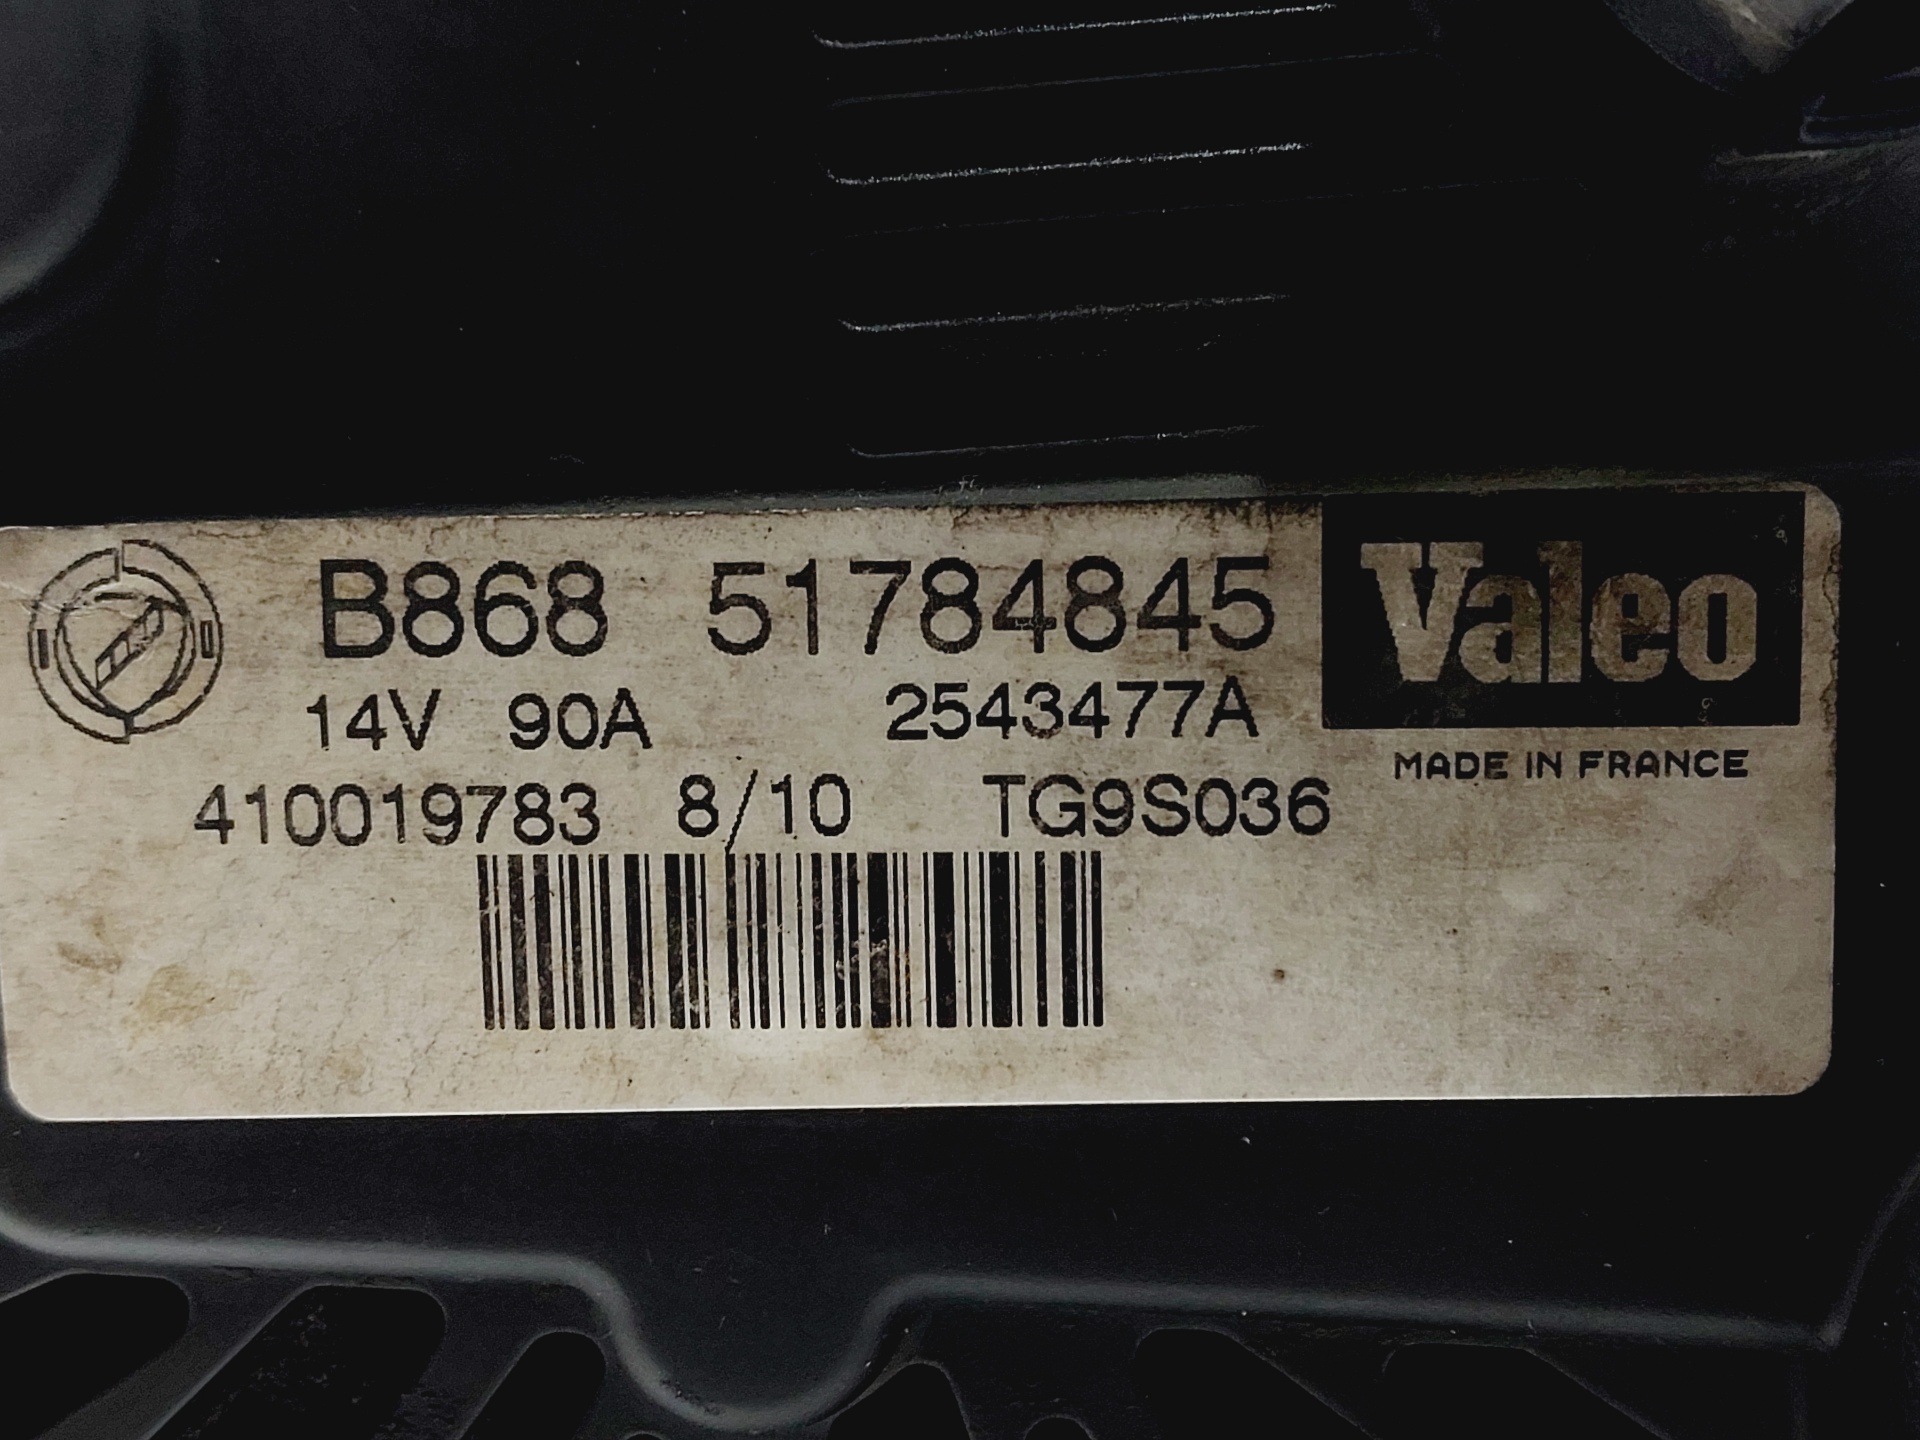 B868 51784845 Valeo
14V 90A 2543477A
MADE IN FRANCE
410019783 8/10 TG9S036